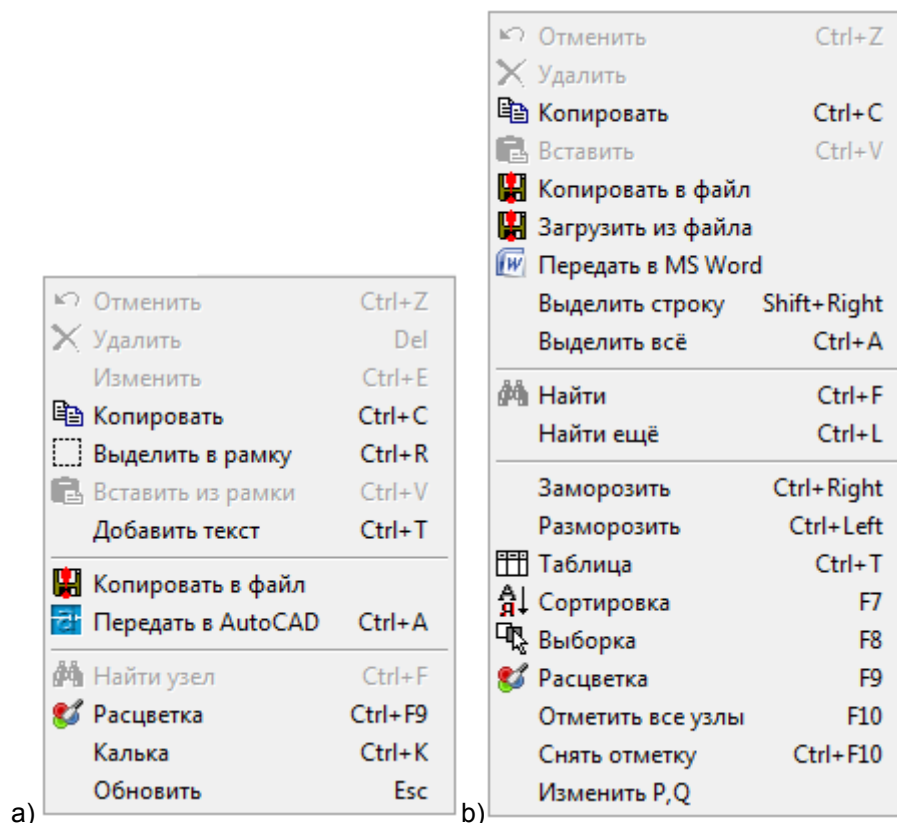 Отменить Ctrl+Z
Удалить Del
Изменить Ctrl+E
Копировать Ctrl+C
Выделить в рамку Ctrl+R
Вставить из рамки Ctrl+V
Добавить текст Ctrl+T
Копировать в файл
Передать в AutoCAD Ctrl+A
Найти узел Ctrl+F
Расцветка Ctrl+F9
Калька Ctrl+K
Обновить Esc
a)
Отменить Ctrl+Z
Удалить
Копировать Ctrl+C
Вставить Ctrl+V
Копировать в файл
Загрузить из файла
Передать в MS Word
Выделить строку Shift+Right
Выделить всё Ctrl+A
Найти Ctrl+F
Найти ещё Ctrl+L
Заморозить Ctrl+Right
Разморозить Ctrl+Left
Таблица Ctrl+T
Сортировка F7
Выборка F8
Расцветка F9
Отметить все узлы F10
Снять отметку Ctrl+F10
Изменить P,Q
b)